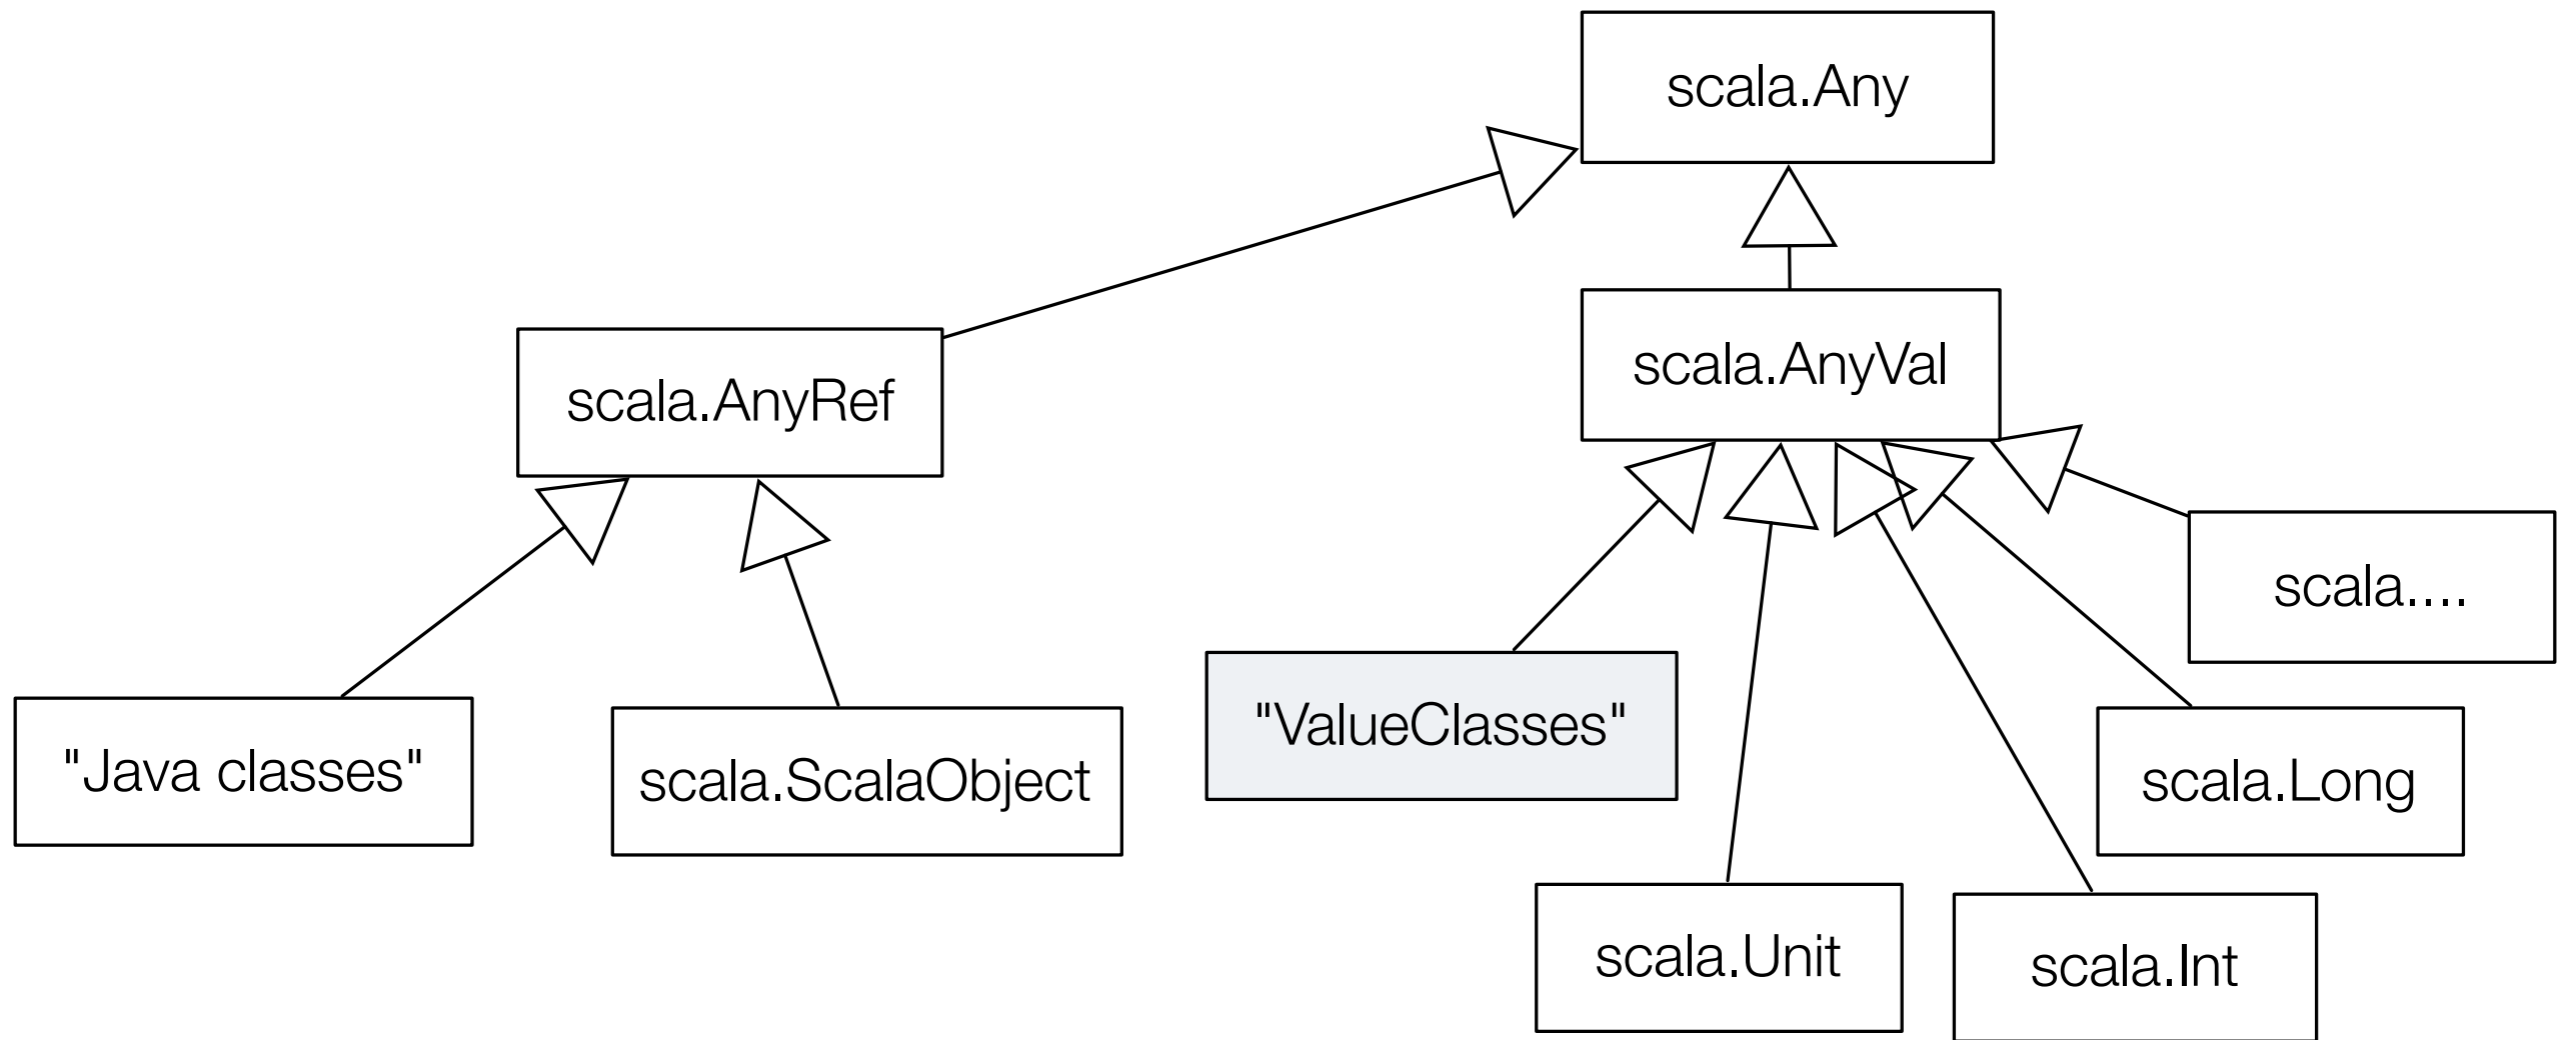 scala.Any
scala.AnyRef
scala.AnyVal
scala....
"Java classes"
scala.ScalaObject
"ValueClasses"
scala.Long
scala.Unit
scala.Int